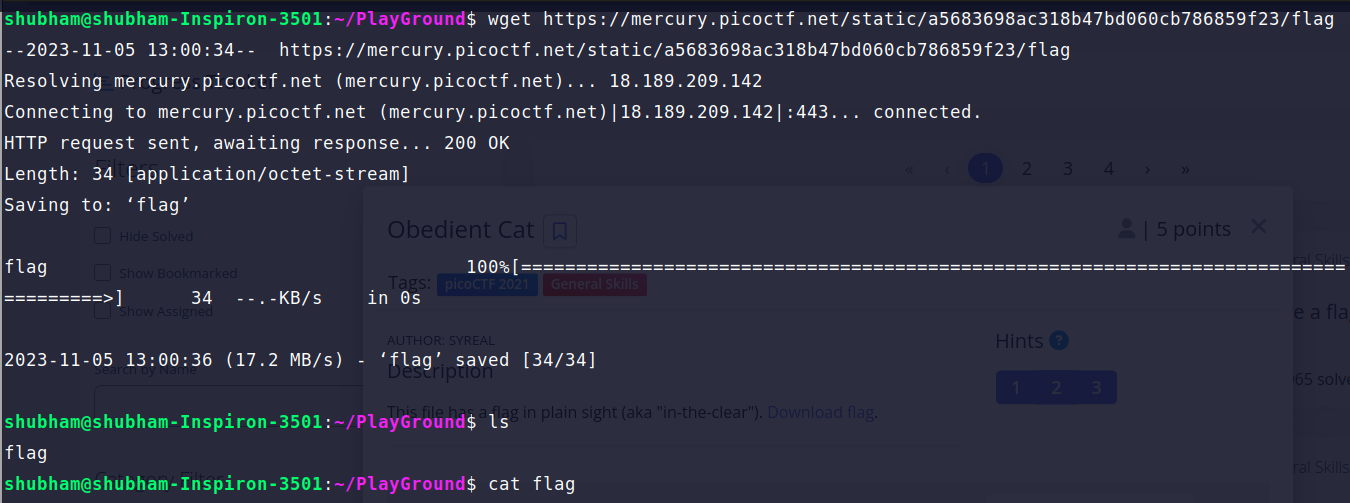 shubham@shubham-Inspiron-3501:~/PlayGround$ wget https://mercury.picoctf.net/static/a5683698ac318b47bd060cb786859f23/flag
--2023-11-05 13:00:34--  https://mercury.picoctf.net/static/a5683698ac318b47bd060cb786859f23/flag
Resolving mercury.picoctf.net (mercury.picoctf.net)... 18.189.209.142
Connecting to mercury.picoctf.net (mercury.picoctf.net)|18.189.209.142|:443... connected.
HTTP request sent, awaiting response... 200 OK
Filters
« ‹ 1 2 3 4 › »
Length: 34 [application/octet-stream]
Saving to: ‘flag’
Obedient Cat
| 5 points
Hide Solved
flag 100%[===========================================================================
Show Bookmarked
Tags: picoCTF 2021 General Skills
=========>] 34 --.-KB/s in 0s
Show Assigned
AUTHOR: SYREAL
Hints ?
2023-11-05 13:00:36 (17.2 MB/s) - ‘flag’ saved [34/34]
Search by Name
Description
1 2 3
This file has a flag in plain sight (aka "in-the-clear"). Download flag.
shubham@shubham-Inspiron-3501:~/PlayGround$ ls
flag
shubham@shubham-Inspiron-3501:~/PlayGround$ cat flag